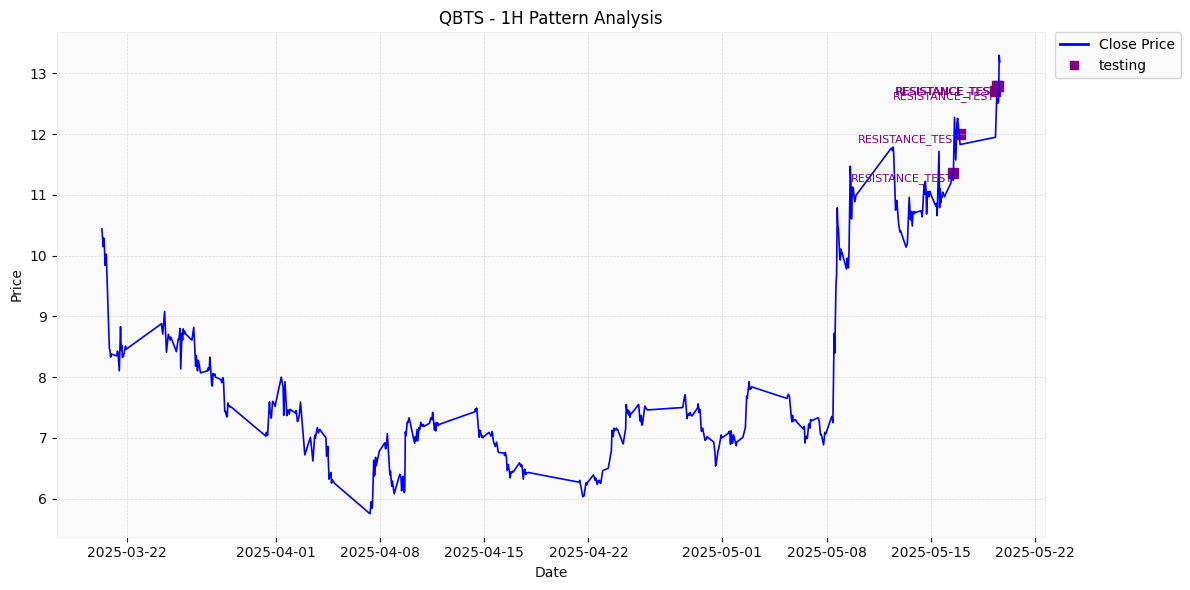 QBTS - 1H Pattern Analysis
Close Price
testing
RESISTANCE_TEST
RESISTANCE_TEST
RESISTANCE_TEST
RESISTANCE_TEST
RESISTANCE_TEST
Price
13
12
11
10
9
8
7
6
2025-03-22
2025-04-01
2025-04-08
2025-04-15
2025-04-22
2025-05-01
2025-05-08
2025-05-15
2025-05-22
Date